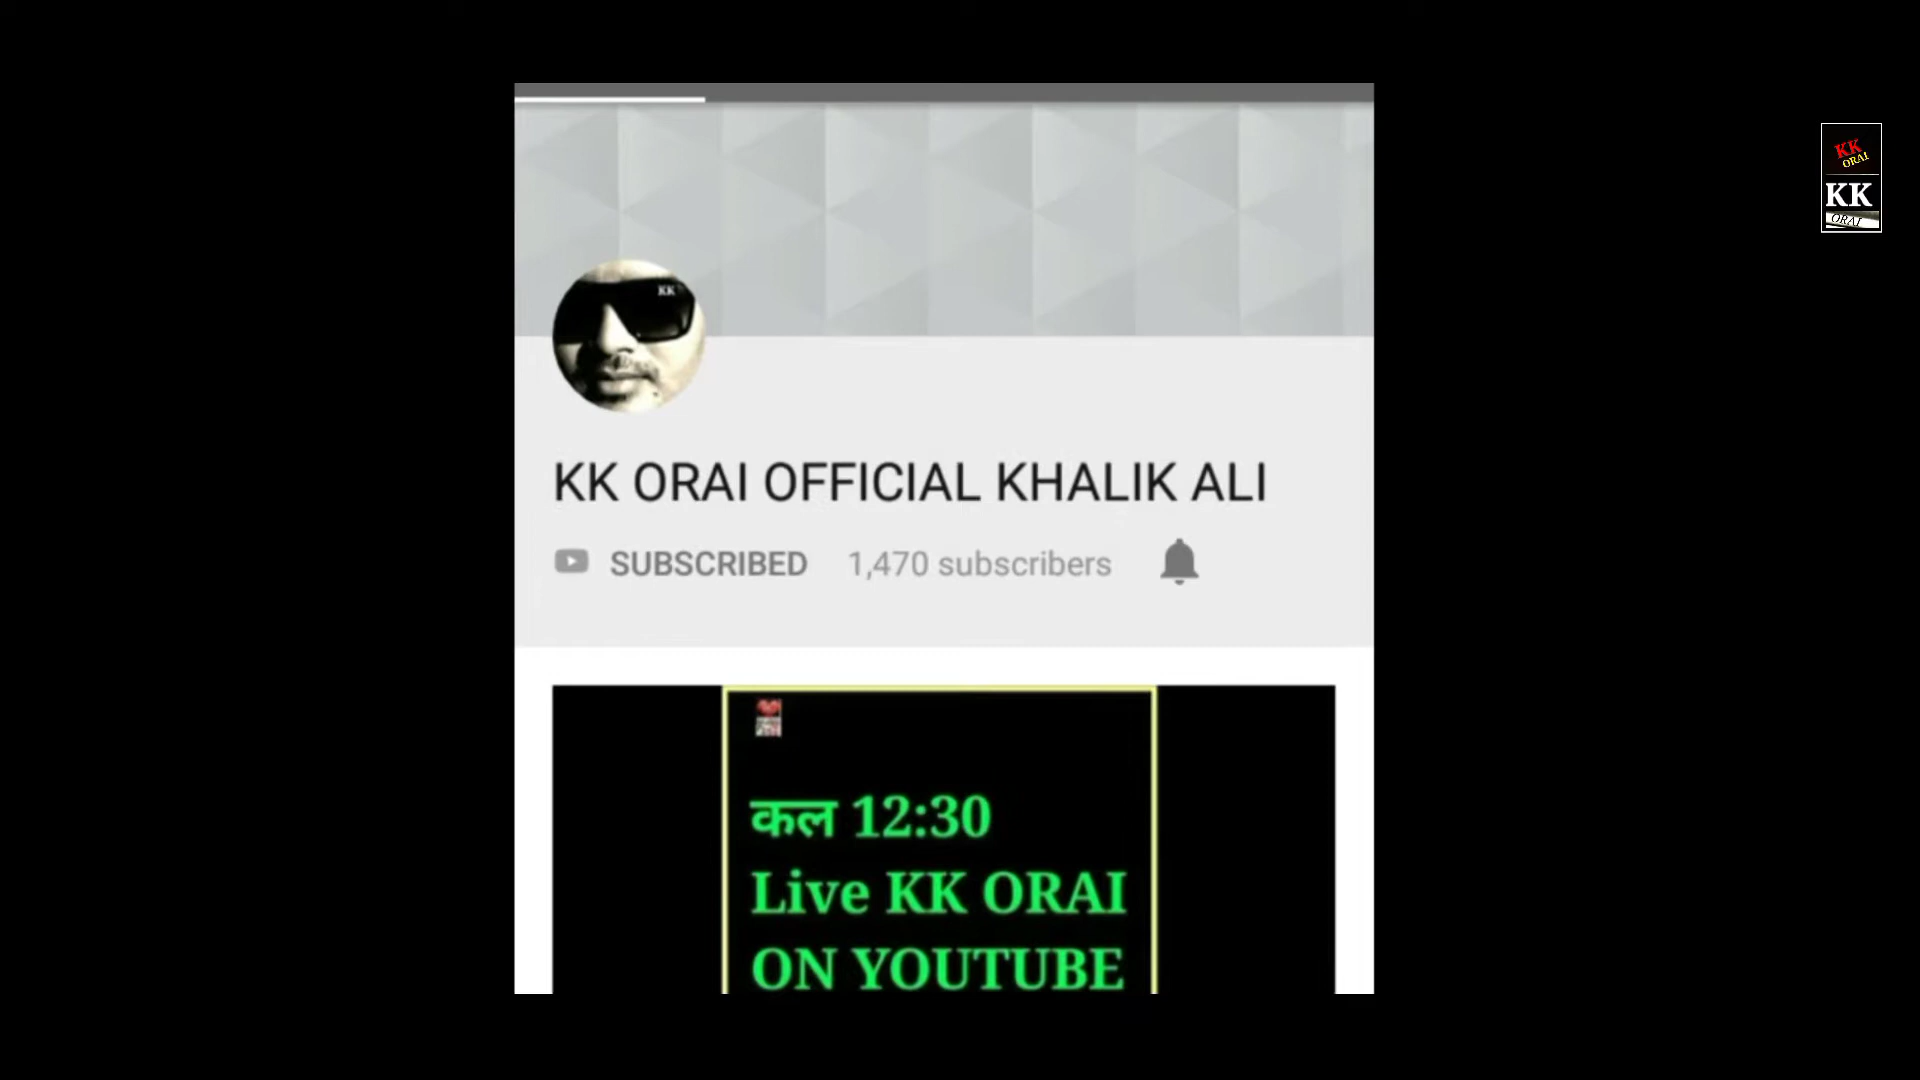 KK
ORAI
KK
ORAI
KK
KK ORAI OFFICIAL KHALIK ALI
SUBSCRIBED 1,470 subscribers
कल 12:30
Live KK ORAI
ON YOUTUBE